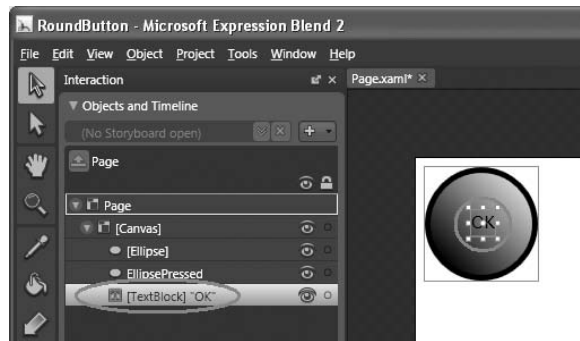 RoundButton - Microsoft Expression Blend 2
File Edit View Object Project Tools Window Help
Interaction
Page.xaml*
Objects and Timeline
(No Storyboard open)
Page
Page
[Canvas]
[Ellipse]
EllipsePressed
[TextBlock] "OK"
OK